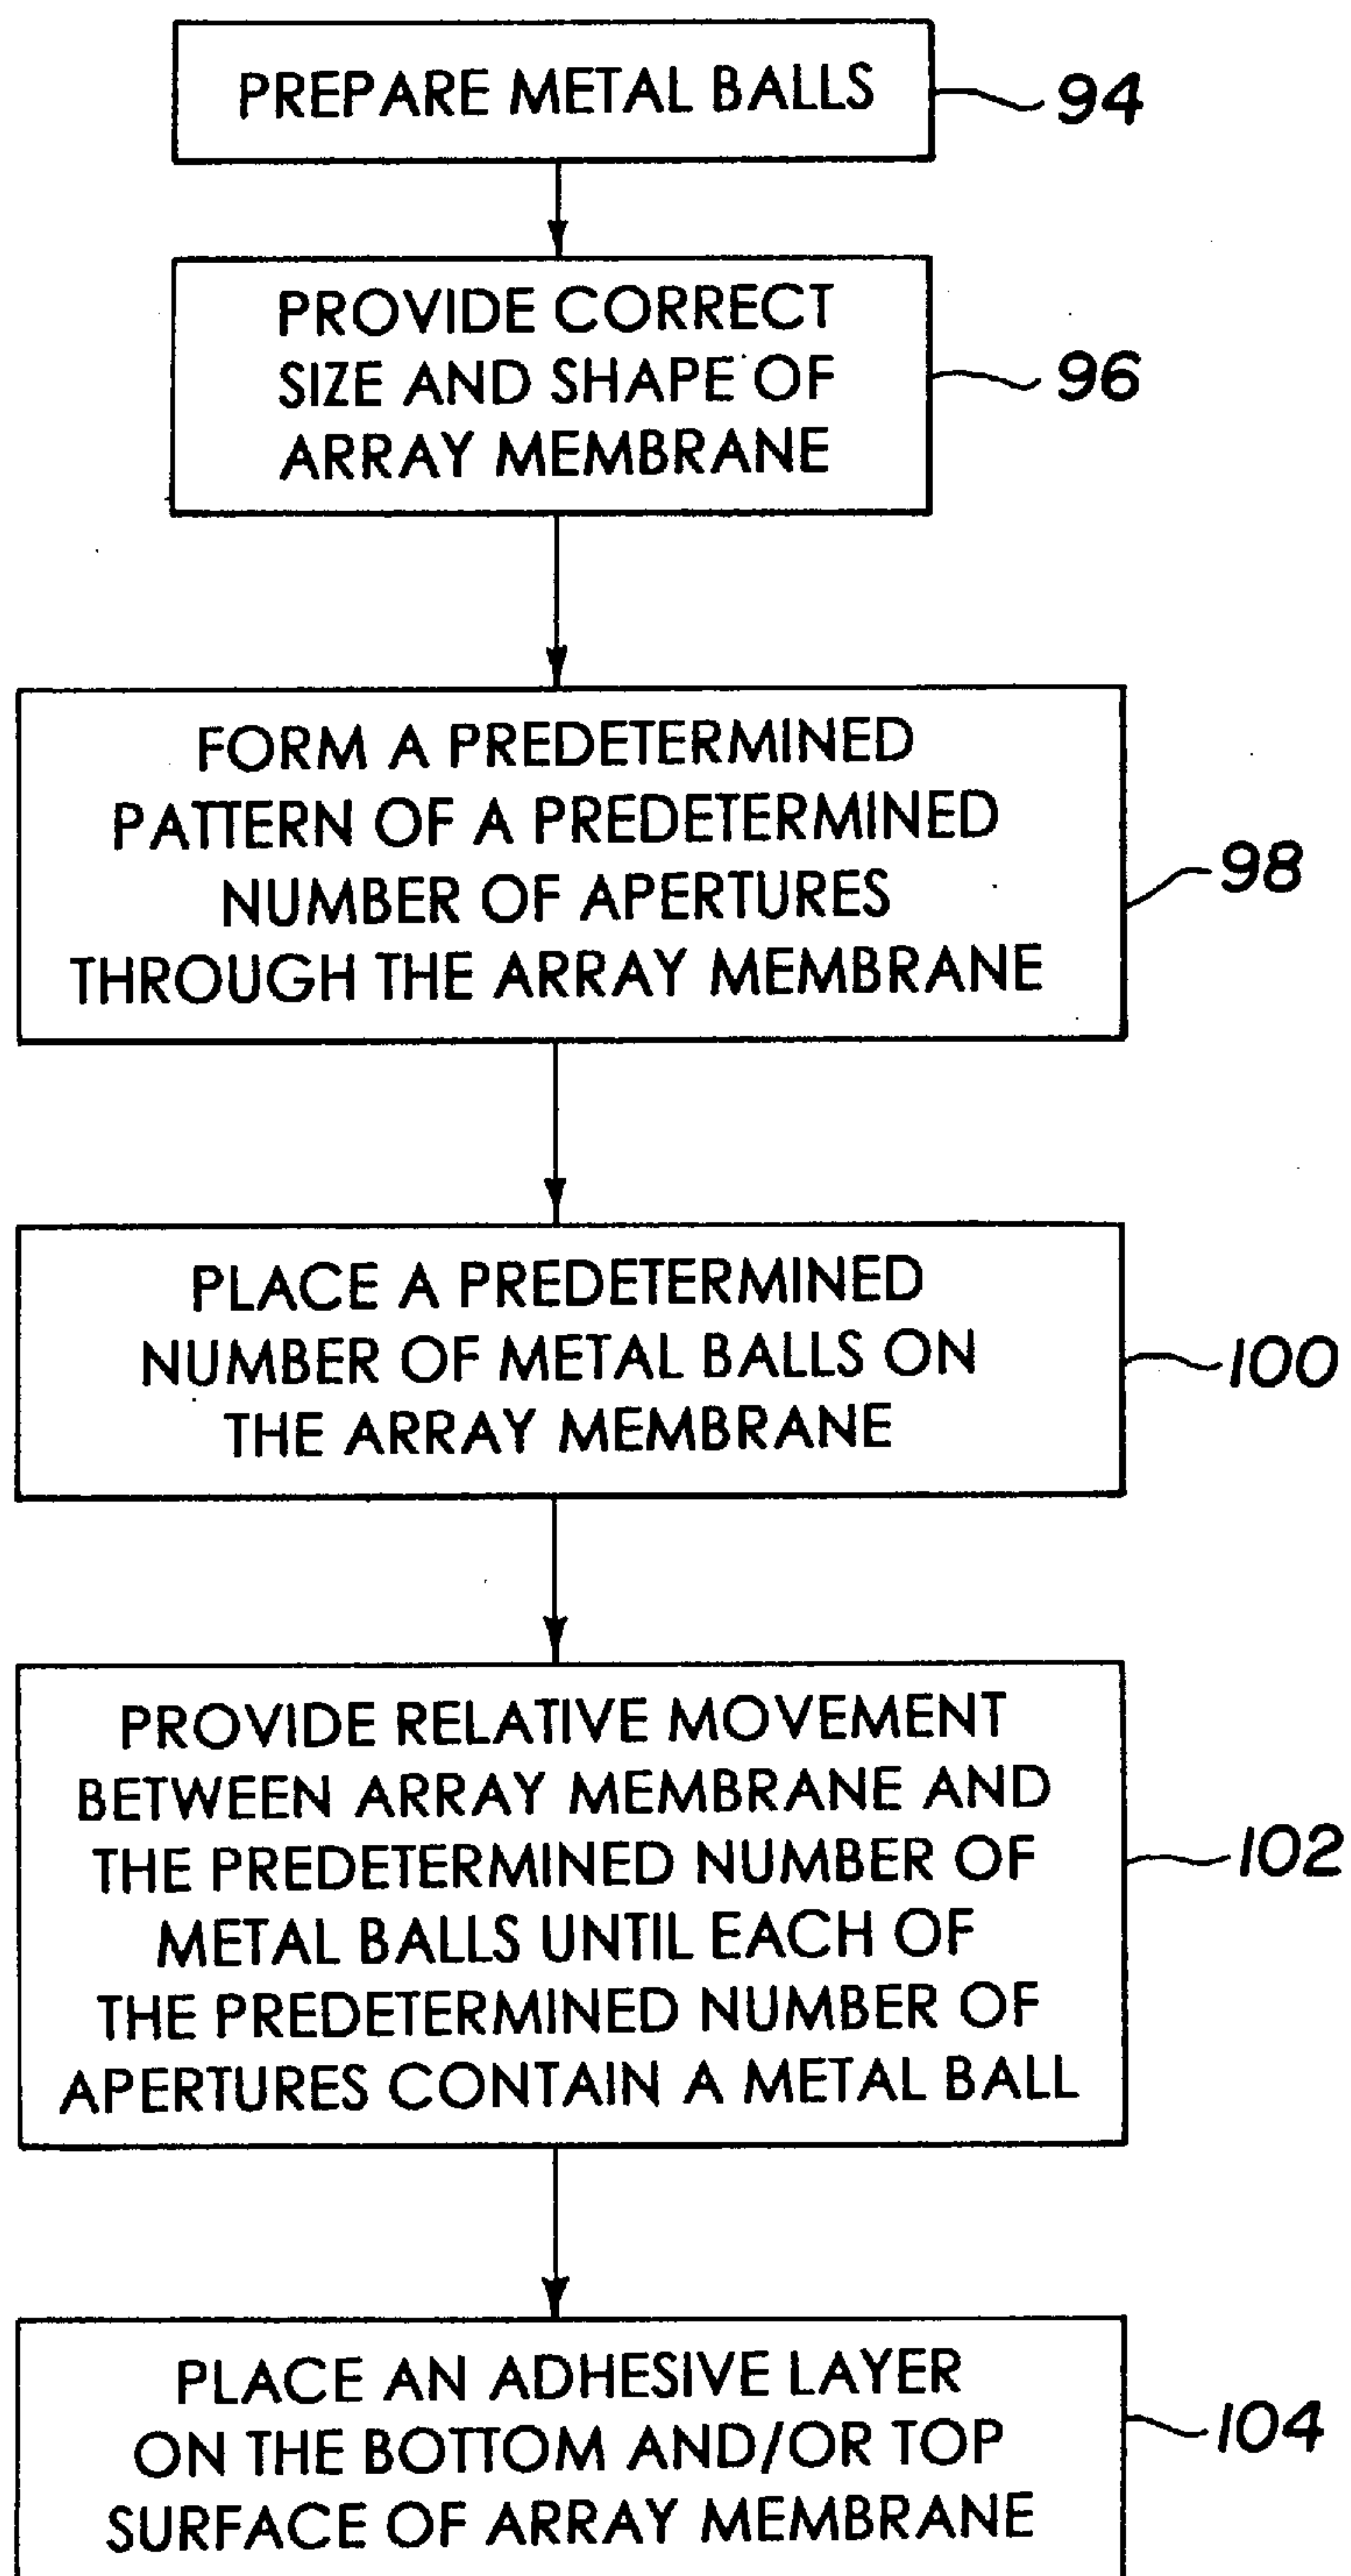 PREPARE METAL BALLS
94
PROVIDE CORRECT
SIZE AND SHAPE OF
ARRAY MEMBRANE
96
FORM A PREDETERMINED
PATTERN OF A PREDETERMINED
NUMBER OF APERTURES
THROUGH THE ARRAY MEMBRANE
98
PLACE A PREDETERMINED
NUMBER OF METAL BALLS ON
THE ARRAY MEMBRANE
100
PROVIDE RELATIVE MOVEMENT
BETWEEN ARRAY MEMBRANE AND
THE PREDETERMINED NUMBER OF
METAL BALLS UNTIL EACH OF
THE PREDETERMINED NUMBER OF
APERTURES CONTAIN A METAL BALL
102
PLACE AN ADHESIVE LAYER
ON THE BOTTOM AND/OR TOP
SURFACE OF ARRAY MEMBRANE
104